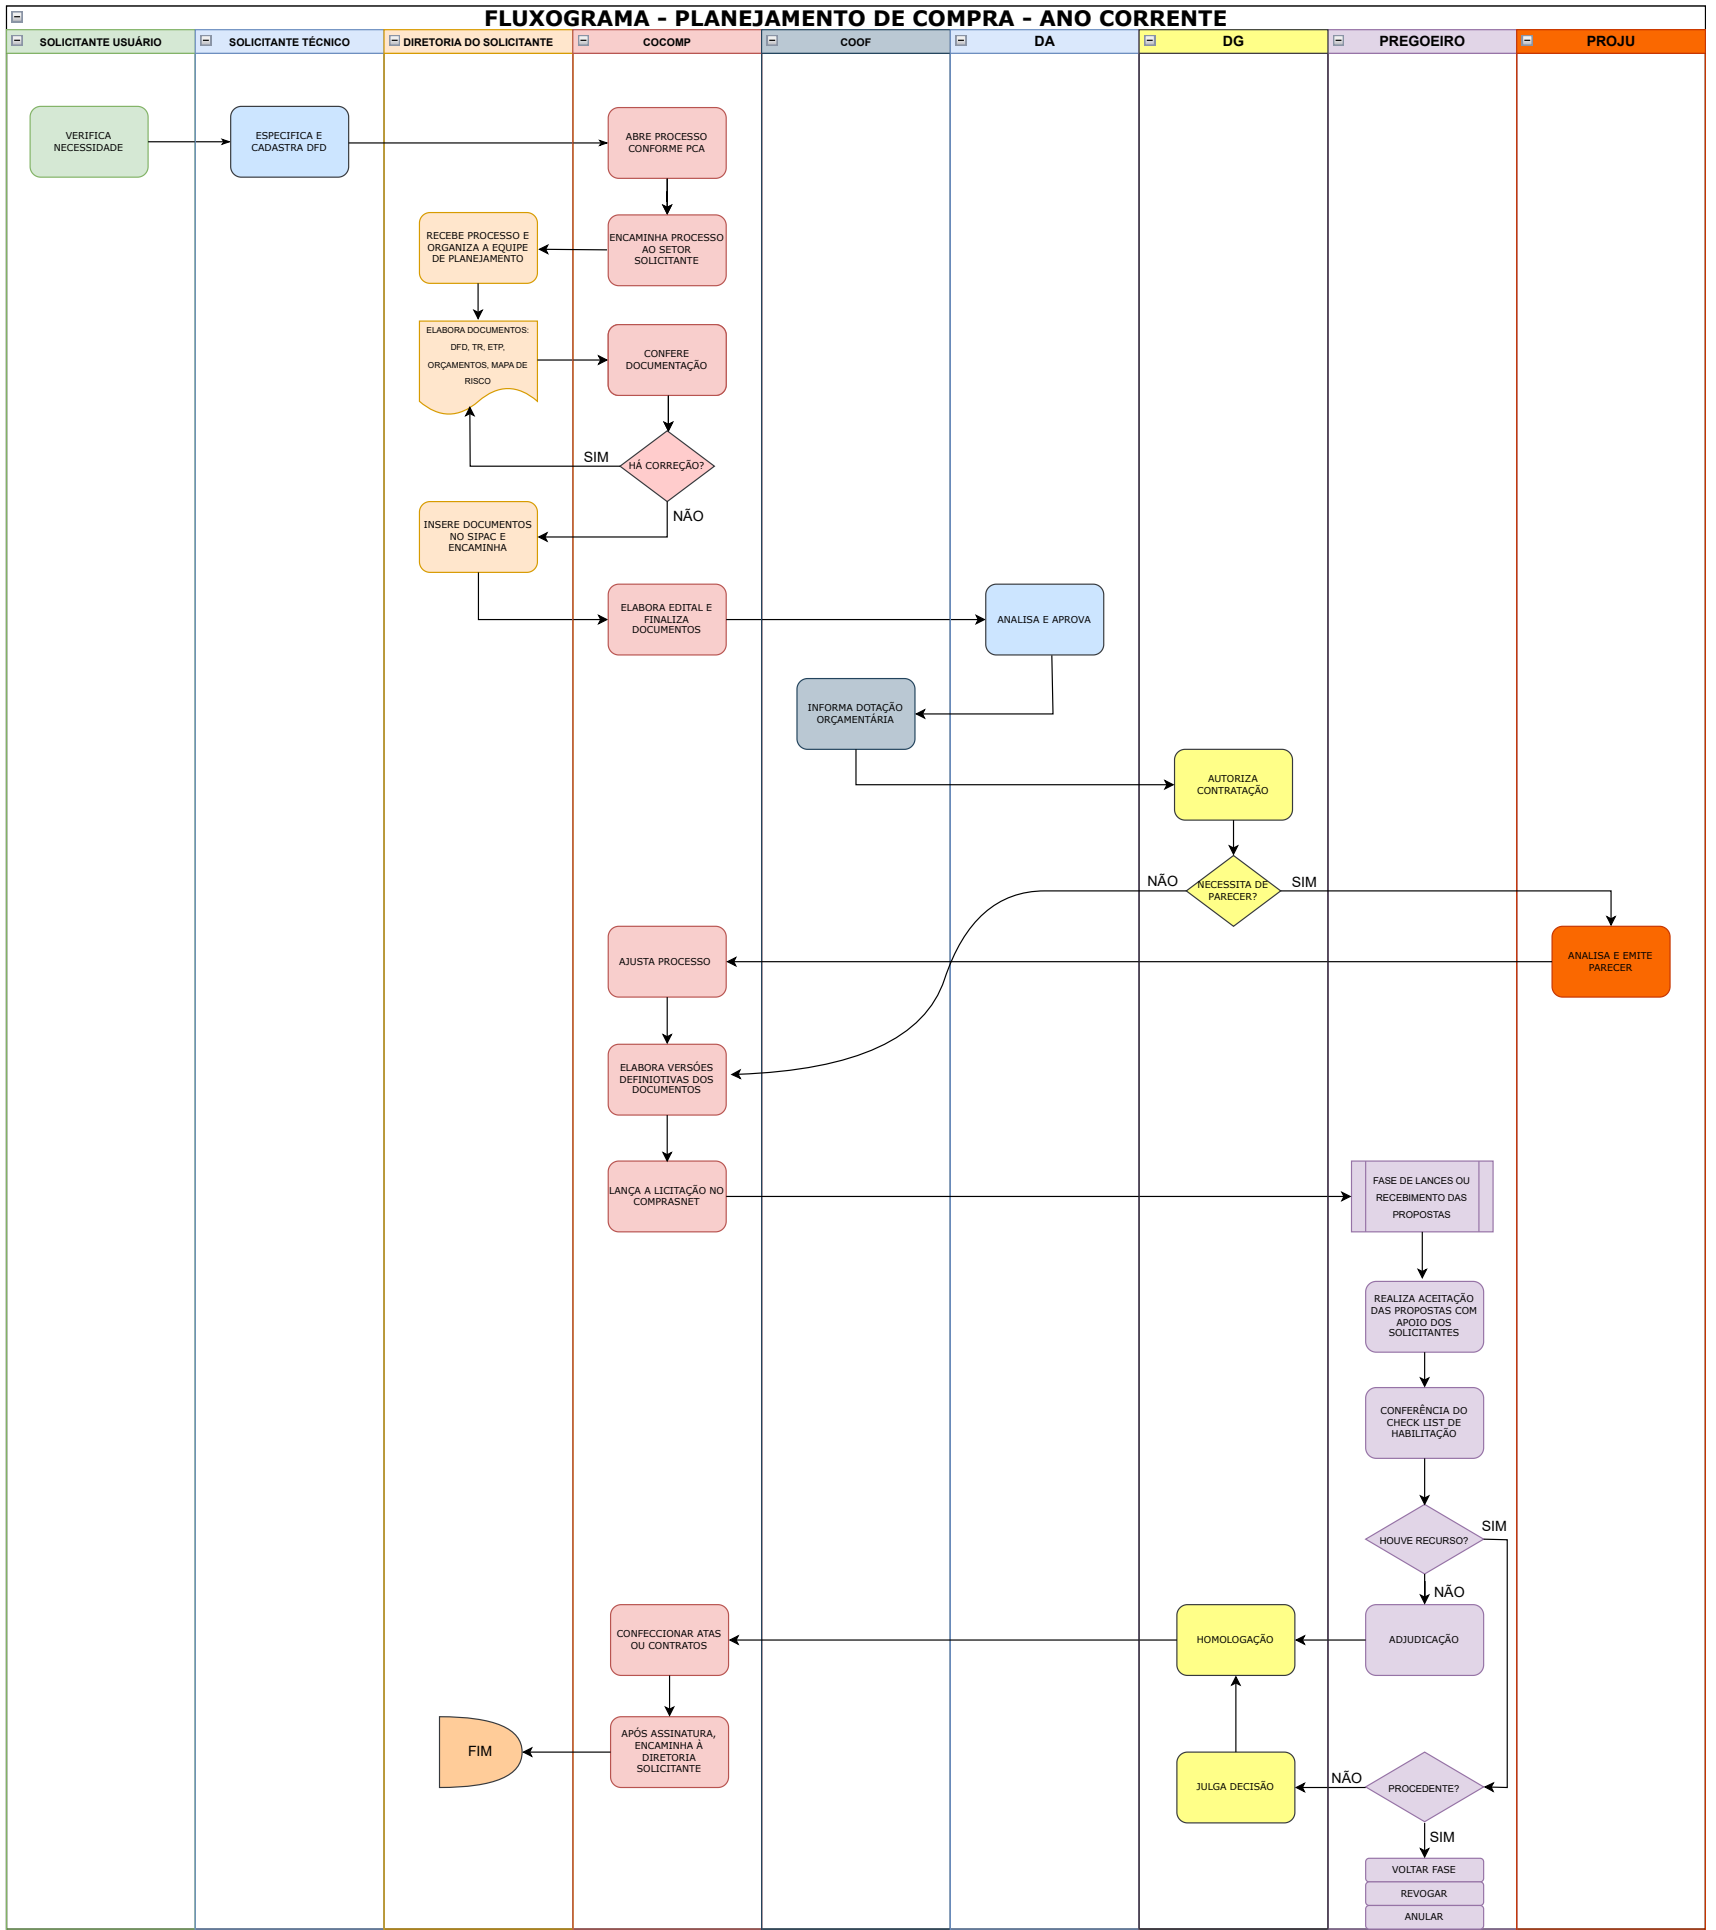 FLUXOGRAMA - PLANEJAMENTO DE COMPRA - ANO CORRENTE
SOLICITANTE USUÁRIO
SOLICITANTE TÉCNICO
DIRETORIA DO SOLICITANTE
COCOMP
COOF
DA
DG
PREGOEIRO
PROJU
VERIFICA
NECESSIDADE
ESPECIFICA E
CADASTRA DFD
ABRE PROCESSO
CONFORME PCA
RECEBE PROCESSO E
ORGANIZA A EQUIPE
DE PLANEJAMENTO
ENCAMINHA PROCESSO
AO SETOR
SOLICITANTE
ELABORA DOCUMENTOS:
DFD, TR, ETP,
ORÇAMENTOS, MAPA DE
RISCO
CONFERE
DOCUMENTAÇÃO
SIM
HÁ CORREÇÃO?
NÃO
INSERE DOCUMENTOS
NO SIPAC E
ENCAMINHA
ELABORA EDITAL E
FINALIZA
DOCUMENTOS
ANALISA E APROVA
INFORMA DOTAÇÃO
ORÇAMENTÁRIA
AUTORIZA
CONTRATAÇÃO
NÃO
NECESSITA DE
PARECER?
SIM
AJUSTA PROCESSO
ANALISA E EMITE
PARECER
ELABORA VERSÓES
DEFINIOTIVAS DOS
DOCUMENTOS
LANÇA A LICITAÇÃO NO
COMPRASNET
FASE DE LANCES OU
RECEBIMENTO DAS
PROPOSTAS
REALIZA ACEITAÇÃO
DAS PROPOSTAS COM
APOIO DOS
SOLICITANTES
CONFERÊNCIA DO
CHECK LIST DE
HABILITAÇÃO
SIM
HOUVE RECURSO?
NÃO
CONFECCIONAR ATAS
OU CONTRATOS
HOMOLOGAÇÃO
ADJUDICAÇÃO
FIM
APÓS ASSINATURA,
ENCAMINHA À
DIRETORIA
SOLICITANTE
JULGA DECISÃO
NÃO
PROCEDENTE?
SIM
VOLTAR FASE
REVOGAR
ANULAR